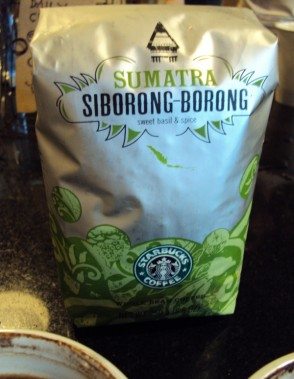 SUMATRA
SIBORONG-BORONG
sweet basil & spice
STARBUCKS
COFFEE